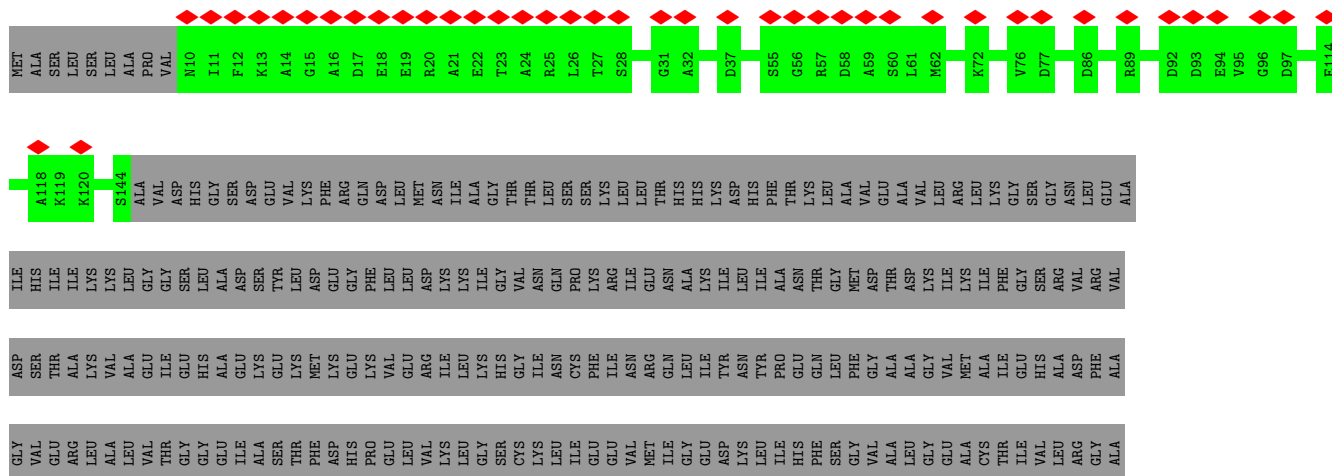 MET ALA SER LEU SER LEU ALA PRO VAL N10 I11 F12 K13 A14 G15 A16 D17 E18 E19 R20 A21 E22 T23 A24 R25 L26 T27 S28 G31 A32 D37 S55 G56 R57 D58 A59 S60 L61 M62 K72 V76 D77 D86 R89 D92 D93 E94 V95 G96 D97 E114
A118 K119 K120 S144 ALA VAL ASP HIS GLY SER ASP GLU VAL LYS PHE ARG GLN ASP LEU MET ASN ILE ALA GLY THR THR LEU SER SER LYS LEU LEU THR HIS HIS LYS ASP HIS PHE THR LYS LEU ALA VAL GLU ALA VAL LEU ARG LEU LYS GLY SER GLY ASN LEU GLU ALA
ILE HIS ILE ILE LYS LYS LEU GLY GLY SER LEU ALA ASP SER TYR LEU ASP GLU GLY PHE LEU LEU ASP LYS LYS ILE GLY VAL ASN GLN PRO LYS ARG ILE GLU ASN ALA LYS ILE LEU ILE ALA ASN THR GLY MET ASP THR ASP LYS ILE LYS ILE PHE GLY SER ARG VAL ARG VAL
ASP SER THR ALA LYS VAL ALA GLU ILE GLU HIS ALA GLU LYS GLU LYS MET LYS GLU LYS VAL GLU ARG ILE LEU LYS HIS GLY ILE ASN CYS PHE ILE ASN ARG GLN LEU ILE TYR ASN TYR PRO GLU GLN LEU PHE GLY ALA ALA GLY VAL MET ALA ILE GLU HIS ALA ASP PHE ALA
GLY VAL GLU ARG LEU ALA LEU VAL THR GLY GLY GLU ILE ALA SER THR PHE ASP HIS PRO GLU LEU VAL LYS LEU GLY SER CYS LYS LEU ILE GLU GLU VAL MET ILE GLY GLU ASP LYS LEU ILE HIS PHE SER GLY VAL ALA LEU GLY GLU ALA CYS THR ILE VAL LEU ARG GLY ALA